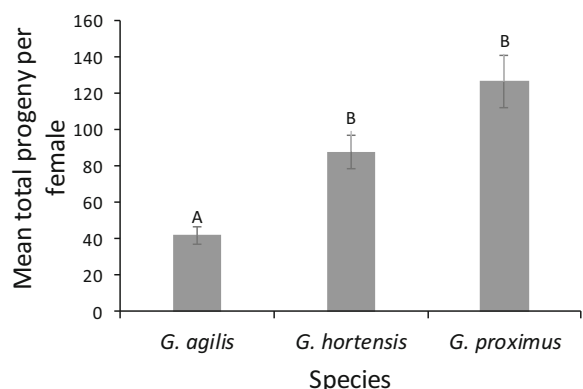 Mean total progeny per
female
160
140
120
100
80
60
40
20
0
A
B
B
G. agilis
G. hortensis
G. proximus
Species